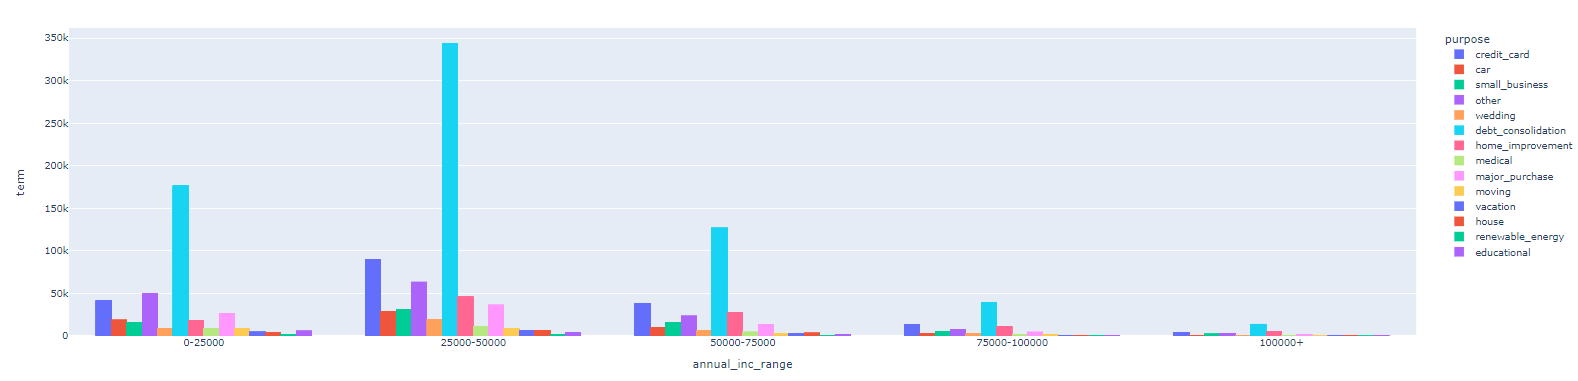 350k
300k
250k
200k
150k
100k
50k
0
term
0-25000
25000-50000
50000-75000
75000-100000
100000+
annual_inc_range
purpose
credit_card
car
small_business
other
wedding
debt_consolidation
home_improvement
medical
major_purchase
moving
vacation
house
renewable_energy
educational